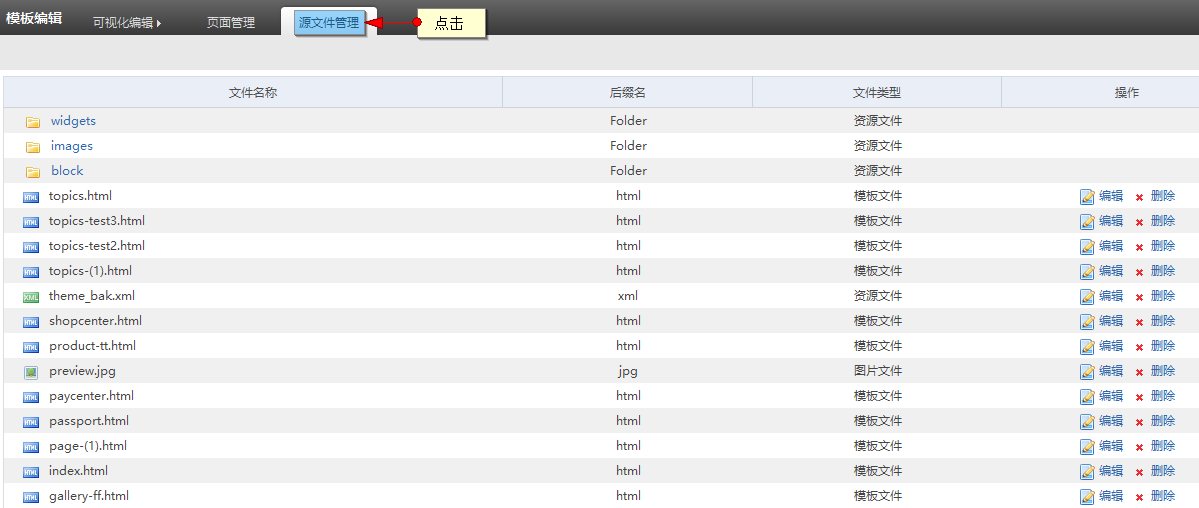 模板编辑 可视化编辑 页面管理 源文件管理 点击
文件名称 后缀名 文件类型 操作
widgets Folder 资源文件
images Folder 资源文件
block Folder 资源文件
HTML topics.html html 模板文件 编辑 删除
HTML topics-test3.html html 模板文件 编辑 删除
HTML topics-test2.html html 模板文件 编辑 删除
HTML topics-(1).html html 模板文件 编辑 删除
XML theme_bak.xml xml 资源文件 编辑 删除
HTML shopcenter.html html 模板文件 编辑 删除
HTML product-tt.html html 模板文件 编辑 删除
preview.jpg jpg 图片文件 编辑 删除
HTML paycenter.html html 模板文件 编辑 删除
HTML passport.html html 模板文件 编辑 删除
HTML page-(1).html html 模板文件 编辑 删除
HTML index.html html 模板文件 编辑 删除
HTML gallery-ff.html html 模板文件 编辑 删除